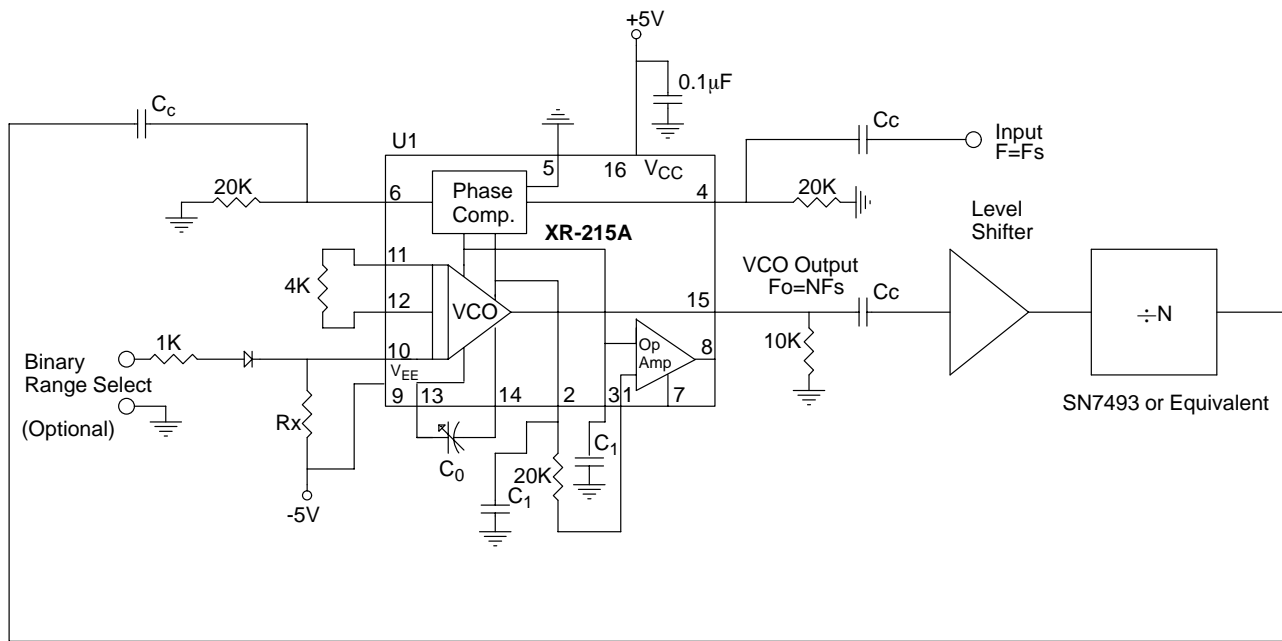 +5V
0.1µF
Cc
Cc
Input
F=Fs
U1
5
16
VCC
20K
6
Phase
Comp.
4
20K
XR-215A
Level
Shifter
11
4K
12
VCO
VCO Output
Fo=NFs
Cc
15
÷N
10K
Op
Amp
8
1K
10
VEE
Binary
Range Select
(Optional)
9
13
14
2
3
1
7
SN7493 or Equivalent
Rx
C0
C1
20K
C1
-5V